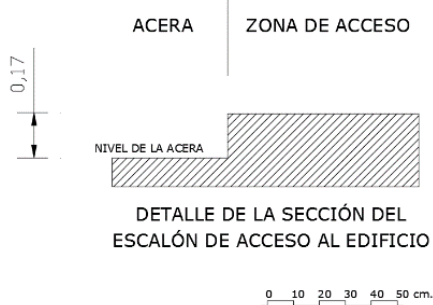 ACERA
ZONA DE ACCESO
0,17
NIVEL DE LA ACERA
DETALLE DE LA SECCIÓN DEL
ESCALÓN DE ACCESO AL EDIFICIO
0 10 20 30 40 50 cm.